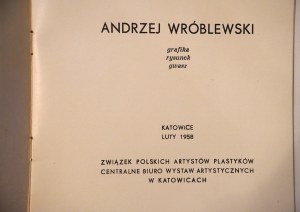 ANDRZEJ WRÓBLEWSKI
grafika
rysunek
gwasz
KATOWICE
LUTY 1958
ZWIĄZEK POLSKICH ARTYSTÓW PLASTYKÓW
CENTRALNE BIURO WYSTAW ARTYSTYCZNYCH
W KATOWICACH